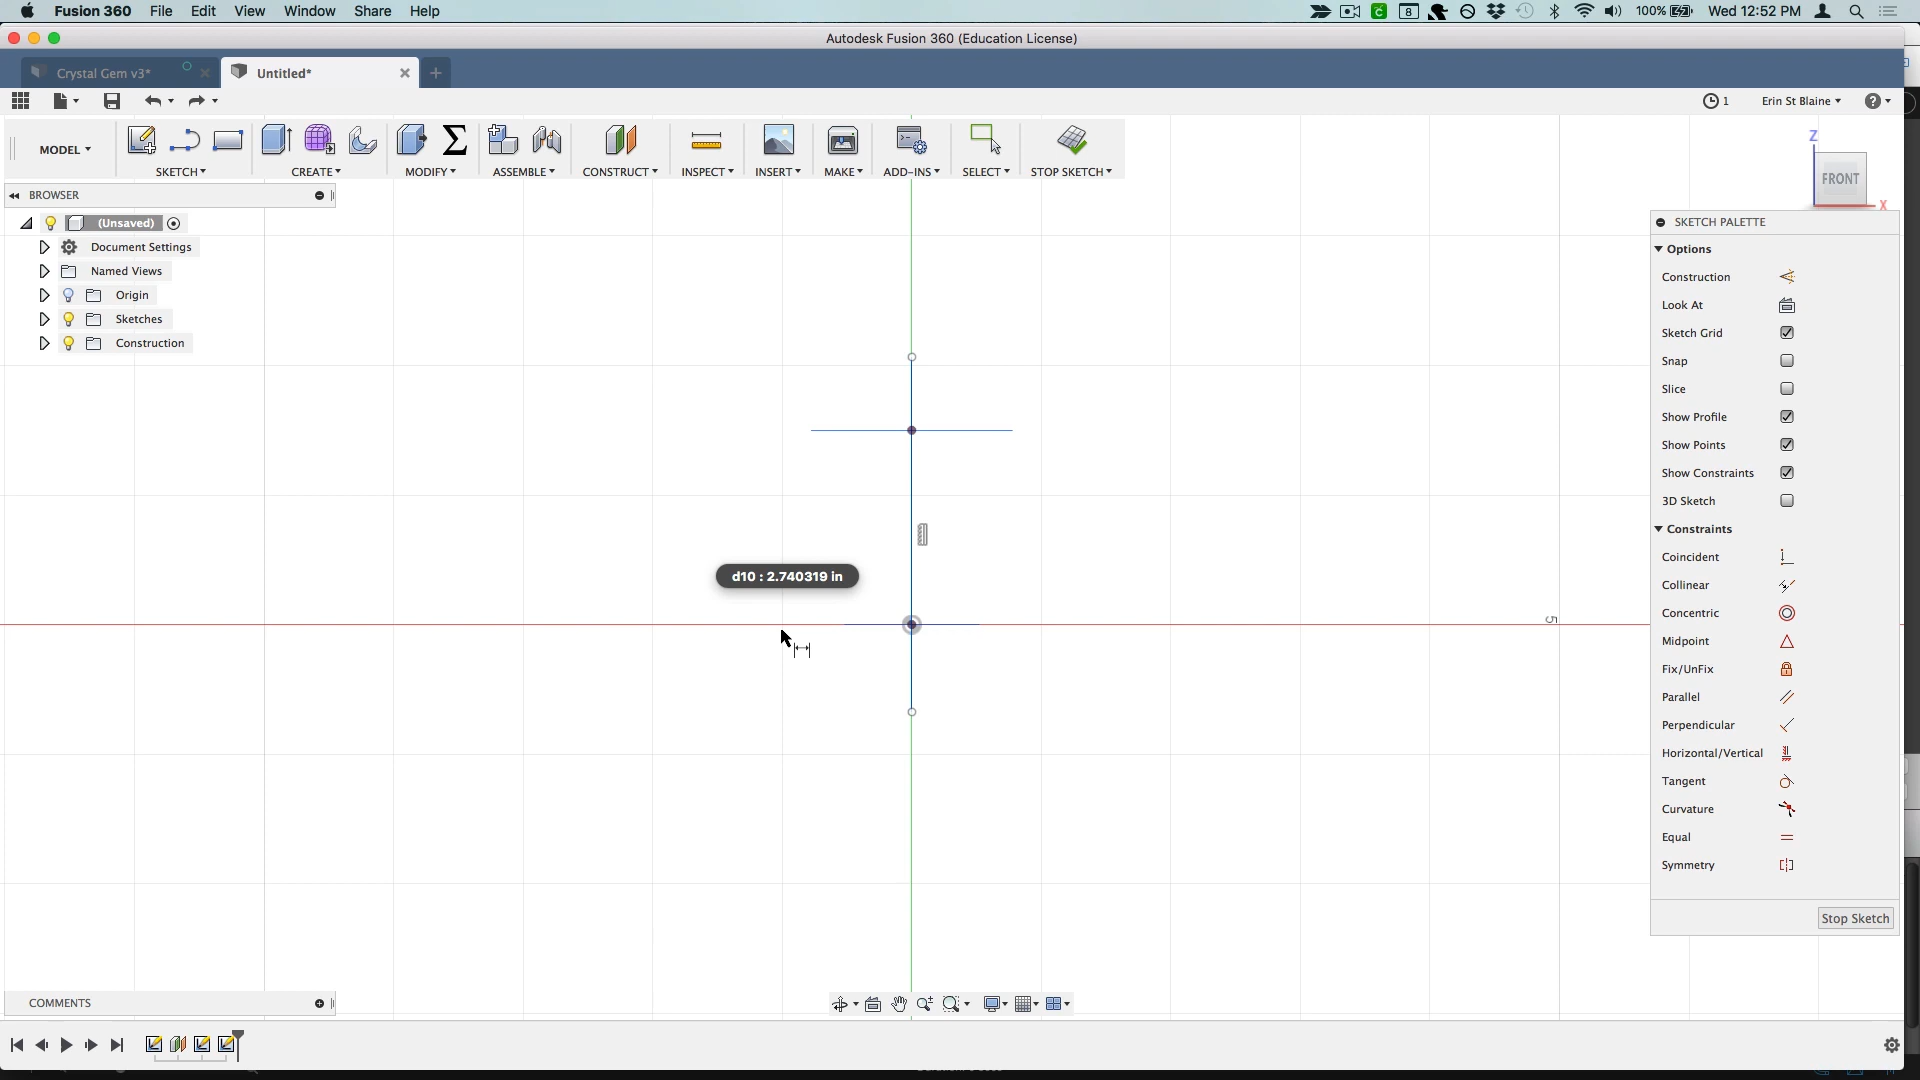 Fusion 360 File Edit View Window Share Help 8 100% Wed 12:52 PM
Autodesk Fusion 360 (Education License)
Crystal Gem v3* Untitled*
1 Erin St Blaine
MODEL SKETCH CREATE MODIFY ASSEMBLE CONSTRUCT INSPECT INSERT MAKE ADD-INS SELECT STOP SKETCH
Z
FRONT
X
BROWSER
(Unsaved)
Document Settings
Named Views
Origin
Sketches
Construction
d10 : 2.740319 in
5
SKETCH PALETTE
Options
Construction
Look At
Sketch Grid
Snap
Slice
Show Profile
Show Points
Show Constraints
3D Sketch
Constraints
Coincident
Collinear
Concentric
Midpoint
Fix/UnFix
Parallel
Perpendicular
Horizontal/Vertical
Tangent
Curvature
Equal
Symmetry
Stop Sketch
COMMENTS